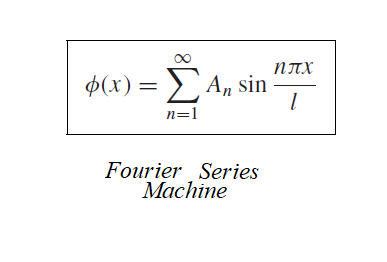 ϕ(x) = ∑_{n=1}^{∞} A_n sin nπx/l
Fourier Series
Machine